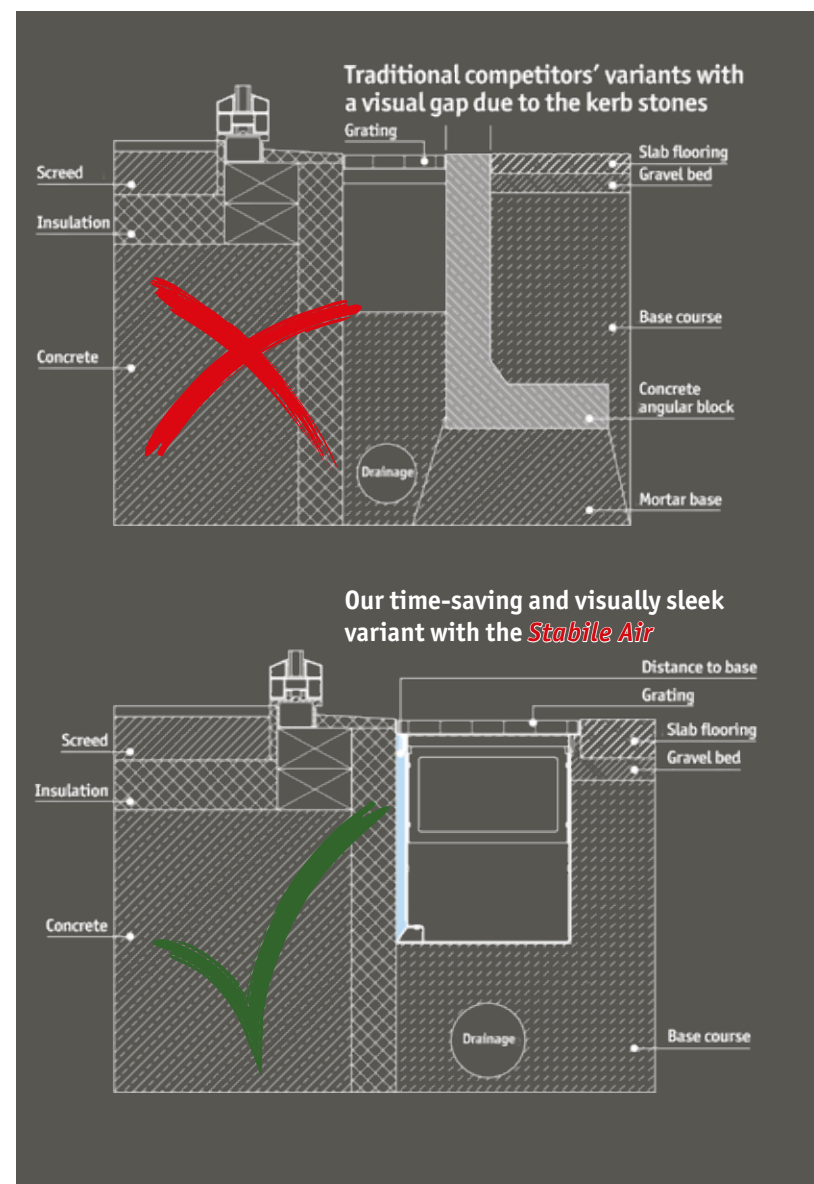 Traditional competitors’ variants with
a visual gap due to the kerb stones
Grating
Slab flooring
Gravel bed
Screed
Insulation
Base course
Concrete
Concrete
angular block
Drainage
Mortar base
Our time-saving and visually sleek
variant with the Stabile Air
Distance to base
Grating
Slab flooring
Screed
Gravel bed
Insulation
Concrete
Drainage
Base course